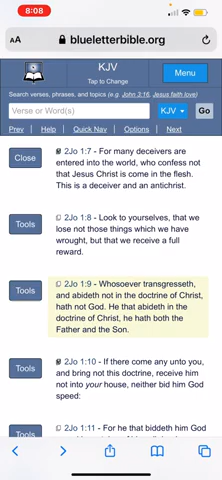 8:08
AA blueletterbible.org
KJV
Tap to Change
Menu
Search verses, phrases, and topics (e.g. John 3:16, Jesus faith love)
Verse or Word(s)
KJV
Go
Prev | Help | Quick Nav | Options | Next
Close
2Jo 1:7 - For many deceivers are
entered into the world, who confess not
that Jesus Christ is come in the flesh.
This is a deceiver and an antichrist.
Tools
2Jo 1:8 - Look to yourselves, that we
lose not those things which we have
wrought, but that we receive a full
reward.
Tools
2Jo 1:9 - Whosoever transgresseth,
and abideth not in the doctrine of Christ,
hath not God. He that abideth in the
doctrine of Christ, he hath both the
Father and the Son.
Tools
2Jo 1:10 - If there come any unto you,
and bring not this doctrine, receive him
not into your house, neither bid him God
speed:
Tools
2Jo 1:11 - For he that biddeth him God